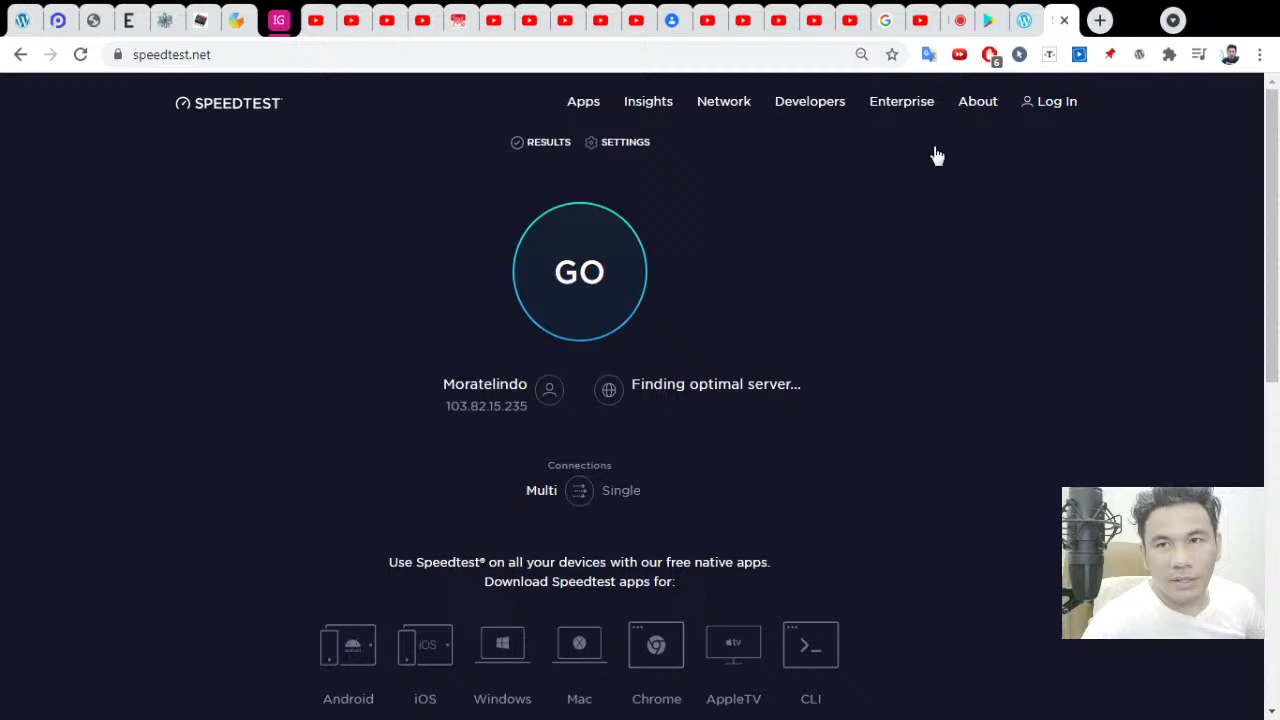 E
IG
speedtest.net
6
SPEEDTEST
Apps Insights Network Developers Enterprise About Log In
RESULTS SETTINGS
GO
Moratelindo
103.82.15.235
Finding optimal server...
Connections
Multi Single
Use Speedtest® on all your devices with our free native apps.
Download Speedtest apps for:
Android iOS Windows Mac Chrome AppleTV CLI